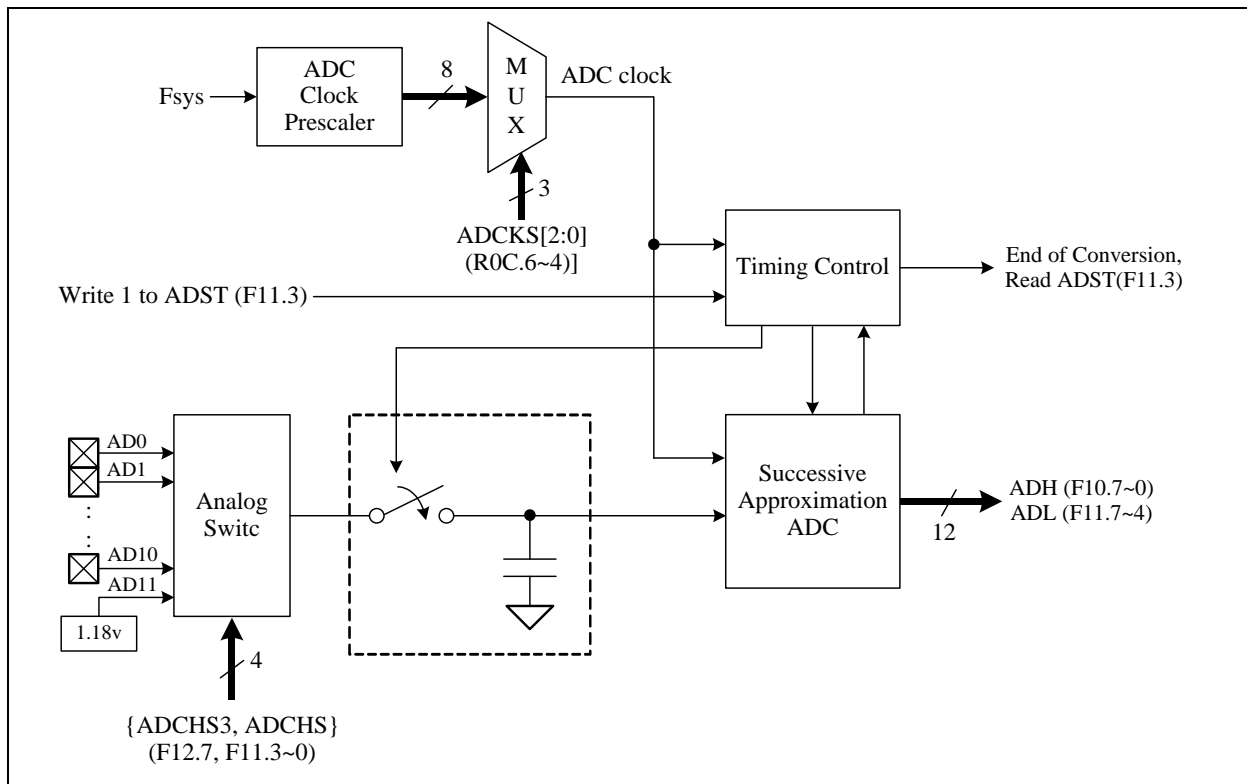 ADC
Clock
Prescaler
Fsys
8
M
U
X
ADC clock
3
ADCKS[2:0]
(R0C.6~4)]
Timing Control
End of Conversion,
Read ADST(F11.3)
Write 1 to ADST (F11.3)
AD0
AD1
:
:
AD10
AD11
1.18v
Analog
Switc
4
{ADCHS3, ADCHS}
(F12.7, F11.3~0)
Successive
Approximation
ADC
12
ADH (F10.7~0)
ADL (F11.7~4)